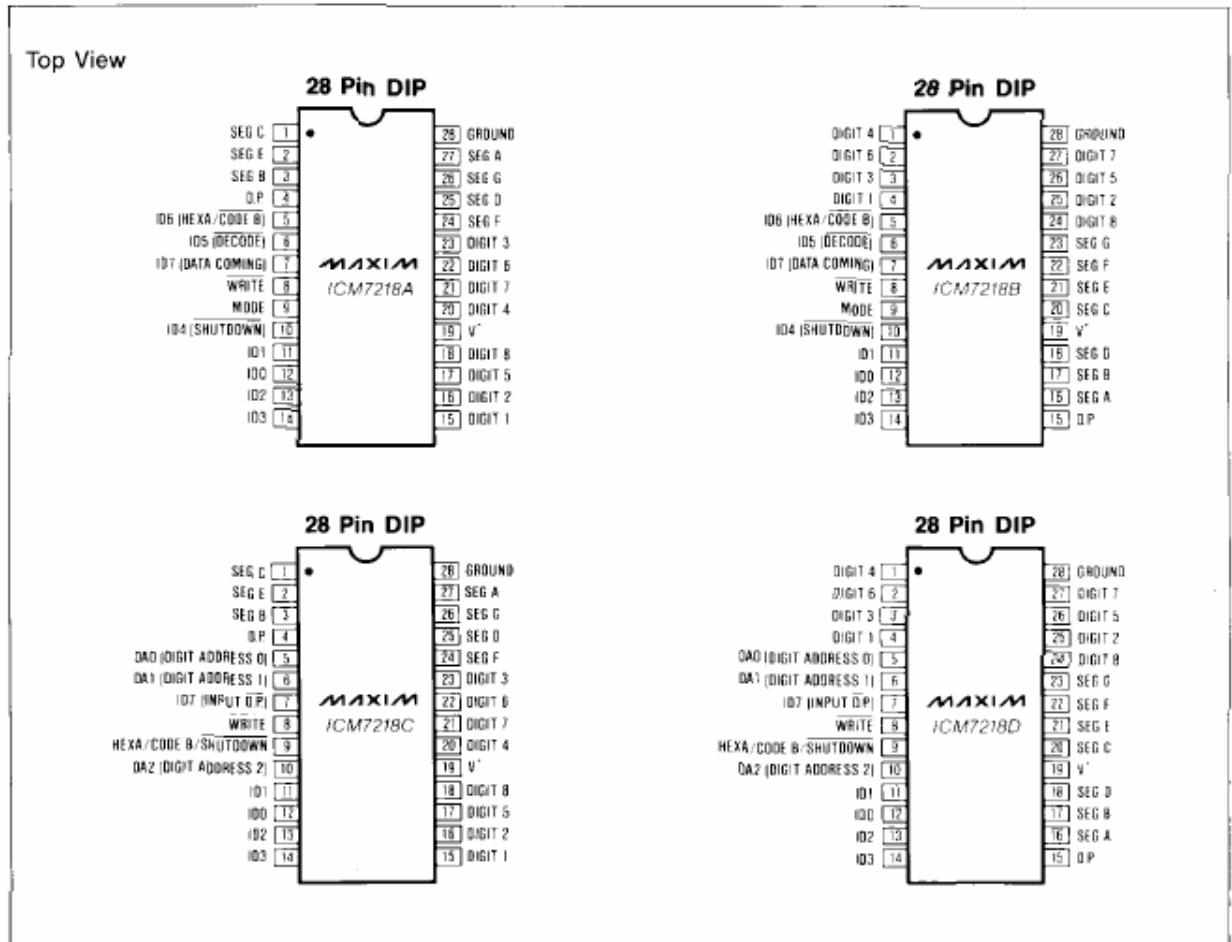 Top View
28 Pin DIP
SEG C 1
SEG E 2
SEG B 3
D.P 4
ID6 (HEXA/CODE B) 5
ID5 (DECODE) 6
ID7 (DATA COMING) 7
WRITE 8
MODE 9
ID4 (SHUTDOWN) 10
ID1 11
ID0 12
ID2 13
ID3 14
MAXIM
ICM7218A
28 GROUND
27 SEG A
26 SEG G
25 SEG D
24 SEG F
23 DIGIT 3
22 DIGIT 6
21 DIGIT 7
20 DIGIT 4
19 V+
18 DIGIT 8
17 DIGIT 5
16 DIGIT 2
15 DIGIT 1
28 Pin DIP
DIGIT 4 1
DIGIT 6 2
DIGIT 3 3
DIGIT 1 4
ID6 (HEXA/CODE B) 5
ID5 (DECODE) 6
ID7 (DATA COMING) 7
WRITE 8
MODE 9
ID4 (SHUTDOWN) 10
ID1 11
ID0 12
ID2 13
ID3 14
MAXIM
ICM7218B
28 GROUND
27 DIGIT 7
26 DIGIT 5
25 DIGIT 2
24 DIGIT 8
23 SEG G
22 SEG F
21 SEG E
20 SEG C
19 V+
18 SEG D
17 SEG B
16 SEG A
15 D.P
28 Pin DIP
SEG C 1
SEG E 2
SEG B 3
D.P. 4
DA0 (DIGIT ADDRESS 0) 5
DA1 (DIGIT ADDRESS 1) 6
ID7 (INPUT D.P) 7
WRITE 8
HEXA/CODE B/SHUTDOWN 9
DA2 (DIGIT ADDRESS 2) 10
ID1 11
ID0 12
ID2 13
ID3 14
MAXIM
ICM7218C
28 GROUND
27 SEG A
26 SEG G
25 SEG D
24 SEG F
23 DIGIT 3
22 DIGIT 6
21 DIGIT 7
20 DIGIT 4
19 V+
18 DIGIT 8
17 DIGIT 5
16 DIGIT 2
15 DIGIT 1
28 Pin DIP
DIGIT 4 1
DIGIT 6 2
DIGIT 3 3
DIGIT 1 4
DA0 (DIGIT ADDRESS 0) 5
DA1 (DIGIT ADDRESS 1) 6
ID7 (INPUT D.P) 7
WRITE 8
HEXA/CODE B/SHUTDOWN 9
DA2 (DIGIT ADDRESS 2) 10
ID1 11
ID0 12
ID2 13
ID3 14
MAXIM
ICM7218D
28 GROUND
27 DIGIT 7
26 DIGIT 5
25 DIGIT 2
24 DIGIT 8
23 SEG G
22 SEG F
21 SEG E
20 SEG C
19 V+
18 SEG D
17 SEG B
16 SEG A
15 D.P